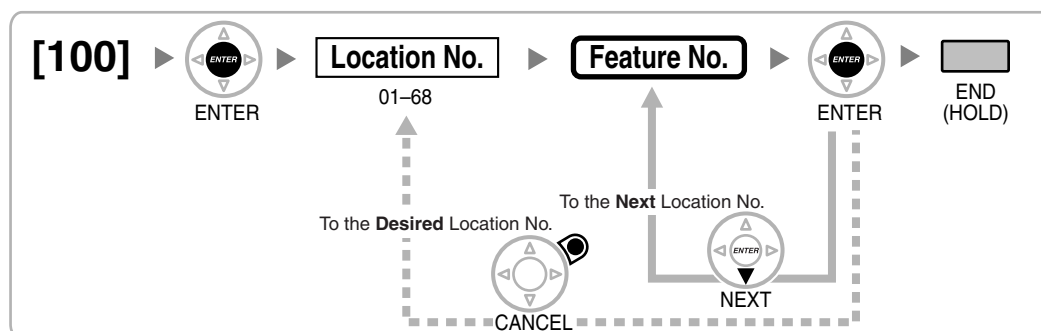 [100]
ENTER
ENTER
Location No.
01–68
Feature No.
ENTER
ENTER
END
(HOLD)
To the Desired Location No.
CANCEL
To the Next Location No.
ENTER
NEXT